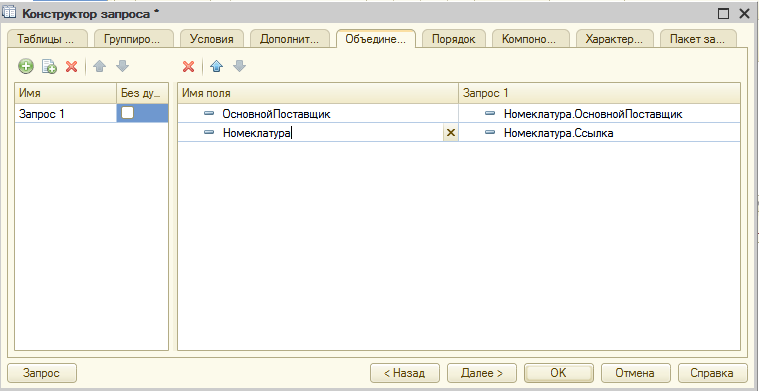 Конструктор запроса *
Таблицы ... Группиро... Условия Дополнит... Объедине... Порядок Компоно... Характер... Пакет за...
Имя Без ду... Имя поля Запрос 1
Запрос 1 ОсновнойПоставщик Номеклатура.ОсновнойПоставщик
Номеклатура Номеклатура.Ссылка
Запрос < Назад Далее > OK Отмена Справка